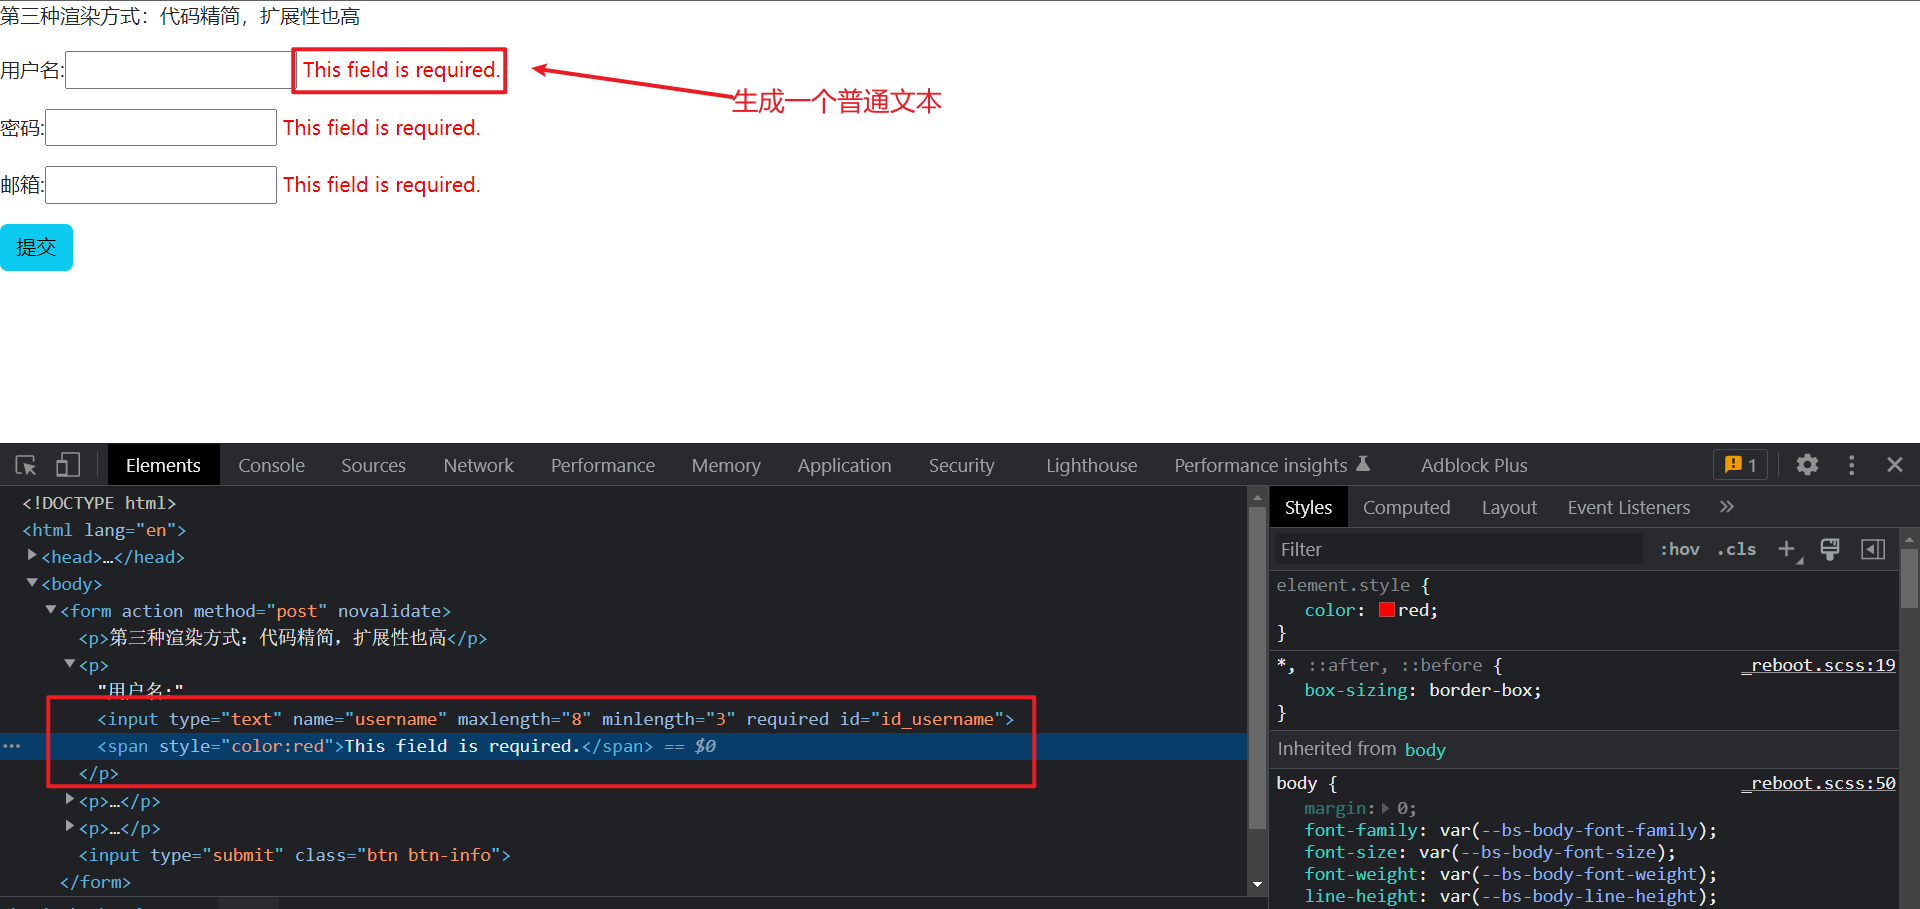 第三种渲染方式：代码精简，扩展性也高
用户名: This field is required.
生成一个普通文本
密码: This field is required.
邮箱: This field is required.
提交
Elements Console Sources Network Performance Memory Application Security Lighthouse Performance insights Adblock Plus 1
<!DOCTYPE html>
<html lang="en">
<head>…</head>
<body>
<form action method="post" novalidate>
<p>第三种渲染方式：代码精简，扩展性也高</p>
<p>
"用户名:"
<input type="text" name="username" maxlength="8" minlength="3" required id="id_username">
<span style="color:red">This field is required.</span> == $0
</p>
<p>…</p>
<p>…</p>
<input type="submit" class="btn btn-info">
</form>
Styles Computed Layout Event Listeners
Filter :hov .cls
element.style {
color: red;
}
*, ::after, ::before { _reboot.scss:19
box-sizing: border-box;
}
Inherited from body
body { _reboot.scss:50
margin: 0;
font-family: var(--bs-body-font-family);
font-size: var(--bs-body-font-size);
font-weight: var(--bs-body-font-weight);
line-height: var(--bs-body-line-height);